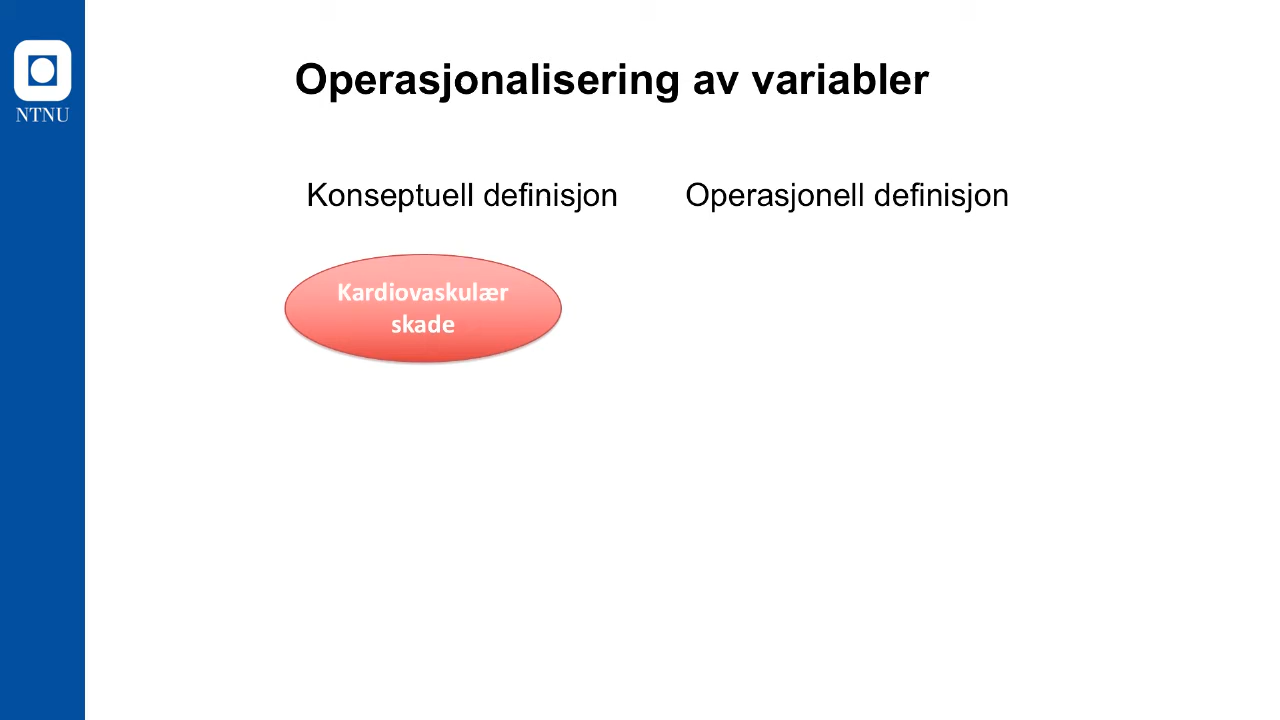 NTNU
Operasjonalisering av variabler
Konseptuell definisjon
Operasjonell definisjon
Kardiovaskulær
skade